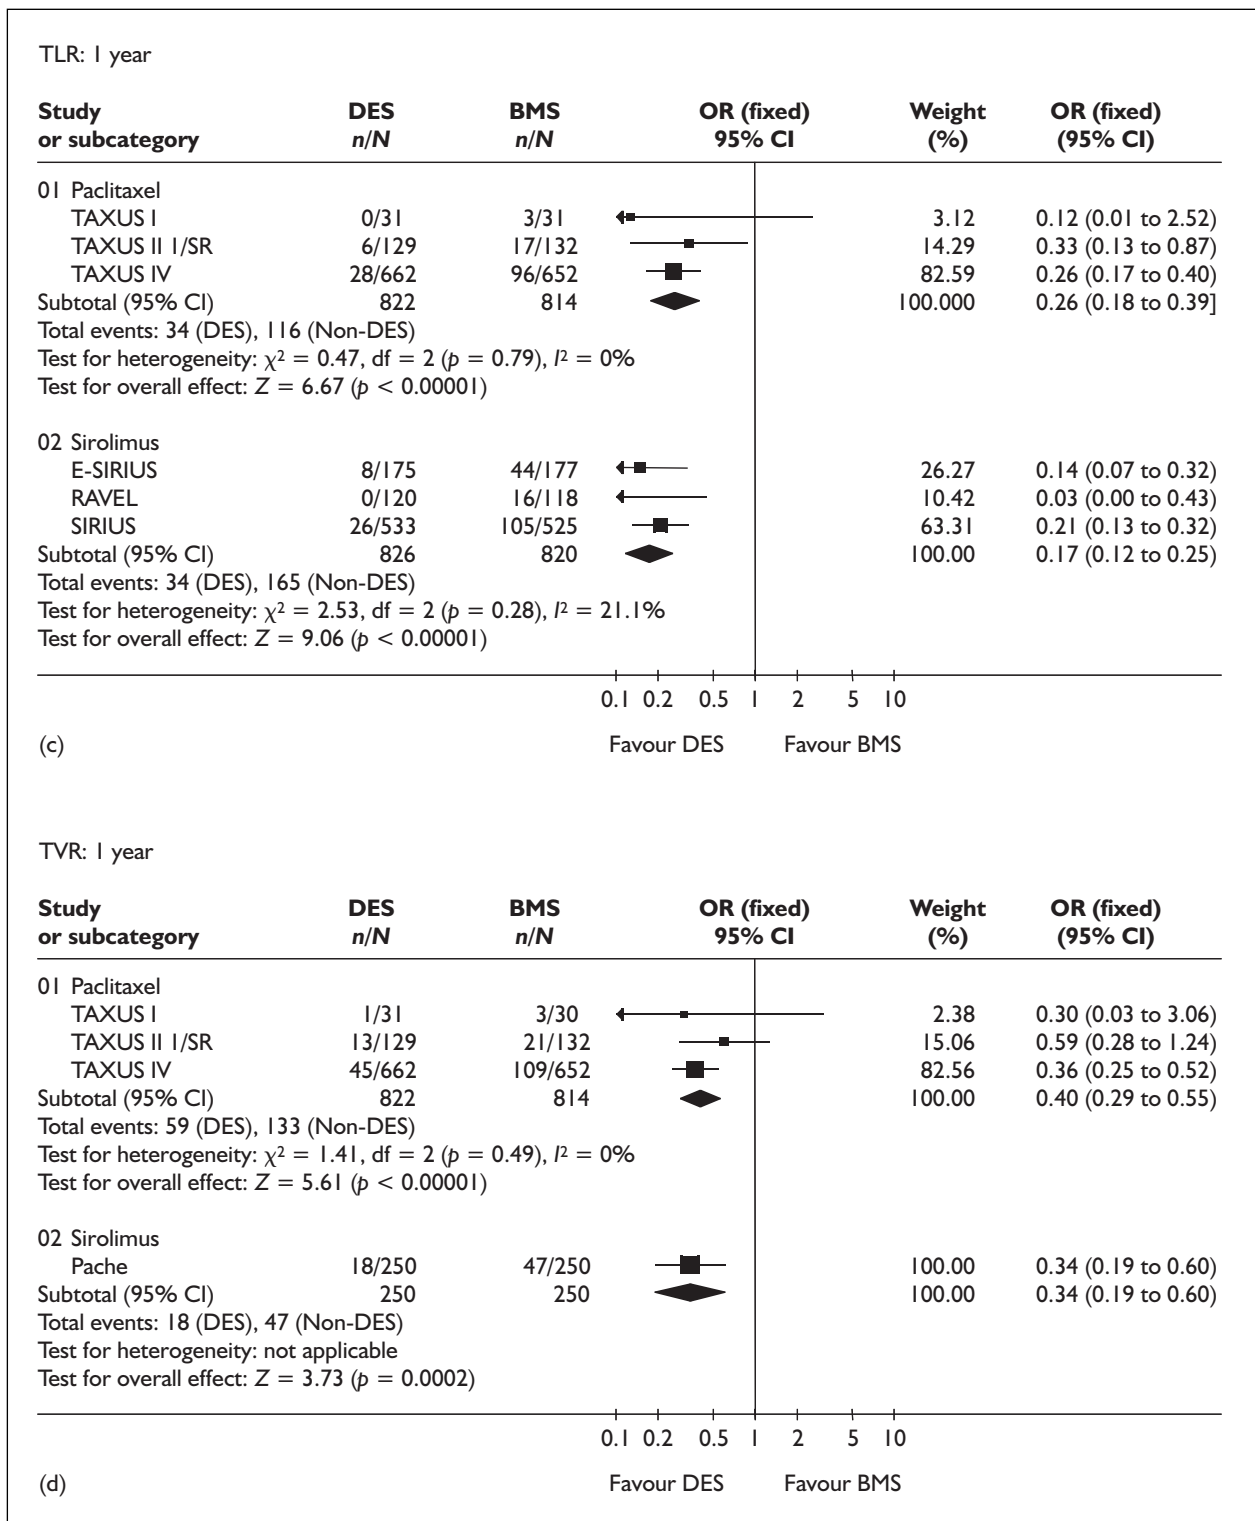 TLR: 1 year
Study DES BMS OR (fixed) Weight OR (fixed)
or subcategory n/N n/N 95% CI (%) (95% CI)
01 Paclitaxel
TAXUS I 0/31 3/31 3.12 0.12 (0.01 to 2.52)
TAXUS II 1/SR 6/129 17/132 14.29 0.33 (0.13 to 0.87)
TAXUS IV 28/662 96/652 82.59 0.26 (0.17 to 0.40)
Subtotal (95% CI) 822 814 100.000 0.26 (0.18 to 0.39]
Total events: 34 (DES), 116 (Non-DES)
Test for heterogeneity: χ² = 0.47, df = 2 (p = 0.79), I² = 0%
Test for overall effect: Z = 6.67 (p < 0.00001)
02 Sirolimus
E-SIRIUS 8/175 44/177 26.27 0.14 (0.07 to 0.32)
RAVEL 0/120 16/118 10.42 0.03 (0.00 to 0.43)
SIRIUS 26/533 105/525 63.31 0.21 (0.13 to 0.32)
Subtotal (95% CI) 826 820 100.00 0.17 (0.12 to 0.25)
Total events: 34 (DES), 165 (Non-DES)
Test for heterogeneity: χ² = 2.53, df = 2 (p = 0.28), I² = 21.1%
Test for overall effect: Z = 9.06 (p < 0.00001)
0.1 0.2 0.5 1 2 5 10
(c) Favour DES Favour BMS
TVR: 1 year
Study DES BMS OR (fixed) Weight OR (fixed)
or subcategory n/N n/N 95% CI (%) (95% CI)
01 Paclitaxel
TAXUS I 1/31 3/30 2.38 0.30 (0.03 to 3.06)
TAXUS II 1/SR 13/129 21/132 15.06 0.59 (0.28 to 1.24)
TAXUS IV 45/662 109/652 82.56 0.36 (0.25 to 0.52)
Subtotal (95% CI) 822 814 100.00 0.40 (0.29 to 0.55)
Total events: 59 (DES), 133 (Non-DES)
Test for heterogeneity: χ² = 1.41, df = 2 (p = 0.49), I² = 0%
Test for overall effect: Z = 5.61 (p < 0.00001)
02 Sirolimus
Pache 18/250 47/250 100.00 0.34 (0.19 to 0.60)
Subtotal (95% CI) 250 250 100.00 0.34 (0.19 to 0.60)
Total events: 18 (DES), 47 (Non-DES)
Test for heterogeneity: not applicable
Test for overall effect: Z = 3.73 (p = 0.0002)
0.1 0.2 0.5 1 2 5 10
(d) Favour DES Favour BMS